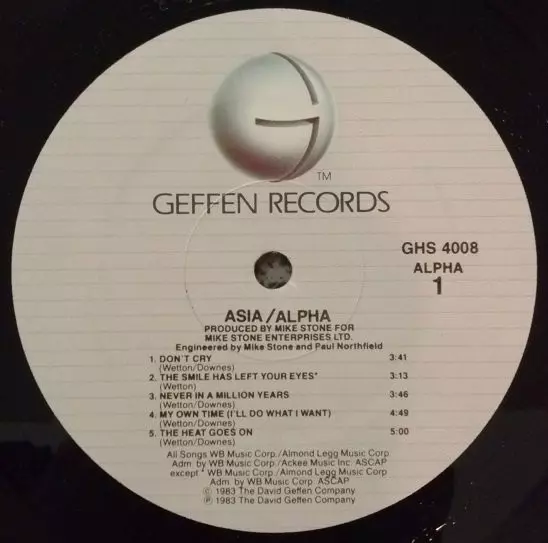 G
TM
GEFFEN RECORDS
GHS 4008
ALPHA
1
ASIA/ALPHA
PRODUCED BY MIKE STONE FOR
MIKE STONE ENTERPRISES LTD.
Engineered by Mike Stone and Paul Northfield
1. DON'T CRY 3:41
(Wetton/Downes)
2. THE SMILE HAS LEFT YOUR EYES* 3:13
(Wetton)
3. NEVER IN A MILLION YEARS 3:46
(Wetton/Downes)
4. MY OWN TIME (I'LL DO WHAT I WANT) 4:49
(Wetton/Downes)
5. THE HEAT GOES ON 5:00
(Wetton/Downes)
All Songs WB Music Corp./Almond Legg Music Corp.
Adm. by WB Music Corp./Ackee Music Inc. ASCAP
except * WB Music Corp./Almond Legg Music Corp.
Adm. by WB Music Corp. ASCAP
© 1983 The David Geffen Company
℗ 1983 The David Geffen Company